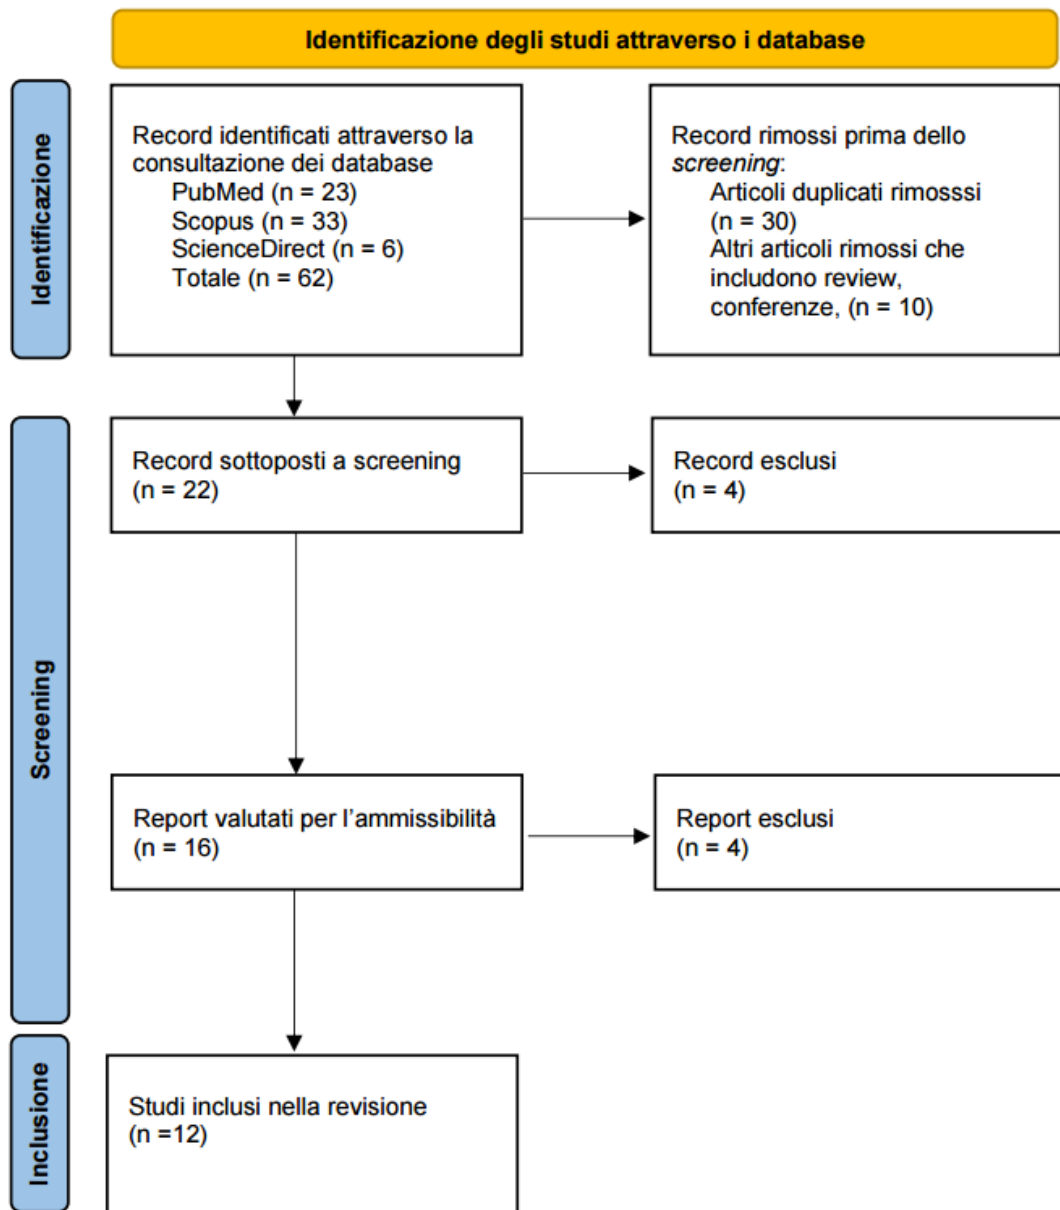 Identificazione degli studi attraverso i database
Identificazione
Record identificati attraverso la
consultazione dei database
PubMed (n = 23)
Scopus (n = 33)
ScienceDirect (n = 6)
Totale (n = 62)
Record rimossi prima dello
screening:
Articoli duplicati rimosssi
(n = 30)
Altri articoli rimossi che
includono review,
conferenze, (n = 10)
Screening
Record sottoposti a screening
(n = 22)
Record esclusi
(n = 4)
Report valutati per l’ammissibilità
(n = 16)
Report esclusi
(n = 4)
Inclusione
Studi inclusi nella revisione
(n =12)